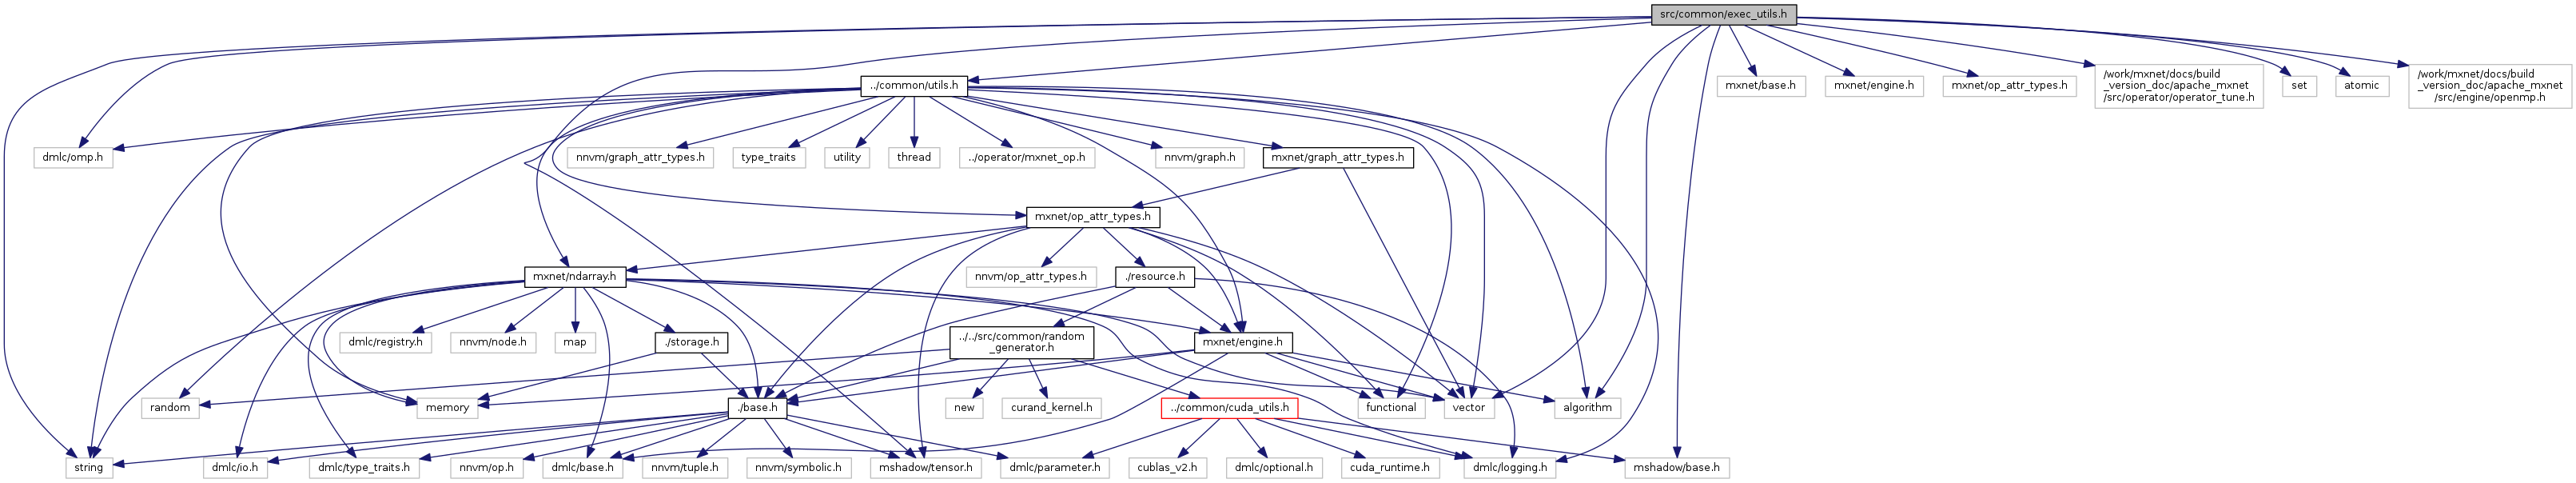 src/common/exec_utils.h
../common/utils.h
mxnet/base.h
mxnet/engine.h
mxnet/op_attr_types.h
/work/mxnet/docs/build
_version_doc/apache_mxnet
/src/operator/operator_tune.h
set
atomic
/work/mxnet/docs/build
_version_doc/apache_mxnet
/src/engine/openmp.h
dmlc/omp.h
nnvm/graph_attr_types.h
type_traits
utility
thread
../operator/mxnet_op.h
nnvm/graph.h
mxnet/graph_attr_types.h
mxnet/op_attr_types.h
mxnet/ndarray.h
nnvm/op_attr_types.h
./resource.h
dmlc/registry.h
nnvm/node.h
map
./storage.h
../../src/common/random
_generator.h
mxnet/engine.h
random
memory
./base.h
new
curand_kernel.h
../common/cuda_utils.h
functional
vector
algorithm
string
dmlc/io.h
dmlc/type_traits.h
nnvm/op.h
dmlc/base.h
nnvm/tuple.h
nnvm/symbolic.h
mshadow/tensor.h
dmlc/parameter.h
cublas_v2.h
dmlc/optional.h
cuda_runtime.h
dmlc/logging.h
mshadow/base.h